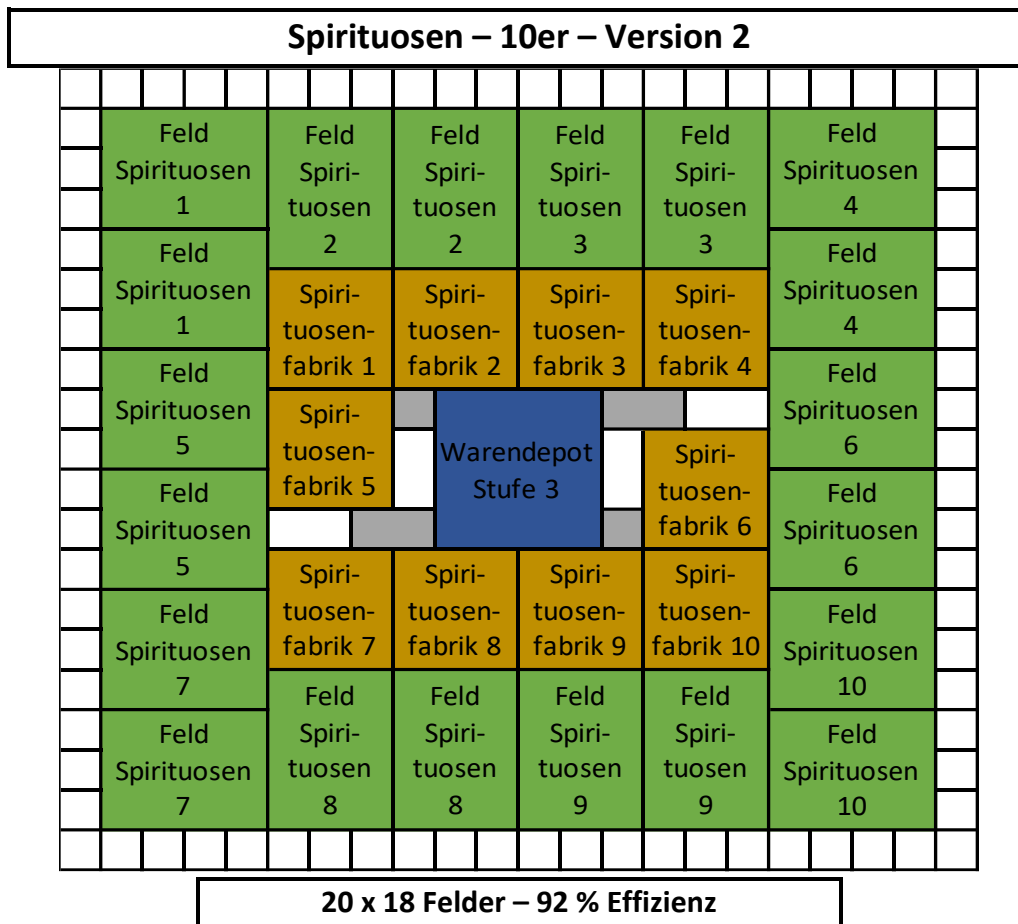 Spirituosen – 10er – Version 2
Feld
Spirituosen
1
Feld
Spiri-
tuosen
2
Feld
Spiri-
tuosen
2
Feld
Spiri-
tuosen
3
Feld
Spiri-
tuosen
3
Feld
Spirituosen
4
Feld
Spirituosen
1
Spiri-
tuosen-
fabrik 1
Spiri-
tuosen-
fabrik 2
Spiri-
tuosen-
fabrik 3
Spiri-
tuosen-
fabrik 4
Feld
Spirituosen
4
Feld
Spirituosen
5
Spiri-
tuosen-
fabrik 5
Warendepot
Stufe 3
Spiri-
tuosen-
fabrik 6
Feld
Spirituosen
6
Feld
Spirituosen
5
Feld
Spirituosen
6
Feld
Spirituosen
7
Spiri-
tuosen-
fabrik 7
Spiri-
tuosen-
fabrik 8
Spiri-
tuosen-
fabrik 9
Spiri-
tuosen-
fabrik 10
Feld
Spirituosen
10
Feld
Spirituosen
7
Feld
Spiri-
tuosen
8
Feld
Spiri-
tuosen
8
Feld
Spiri-
tuosen
9
Feld
Spiri-
tuosen
9
Feld
Spirituosen
10
20 x 18 Felder – 92 % Effizienz